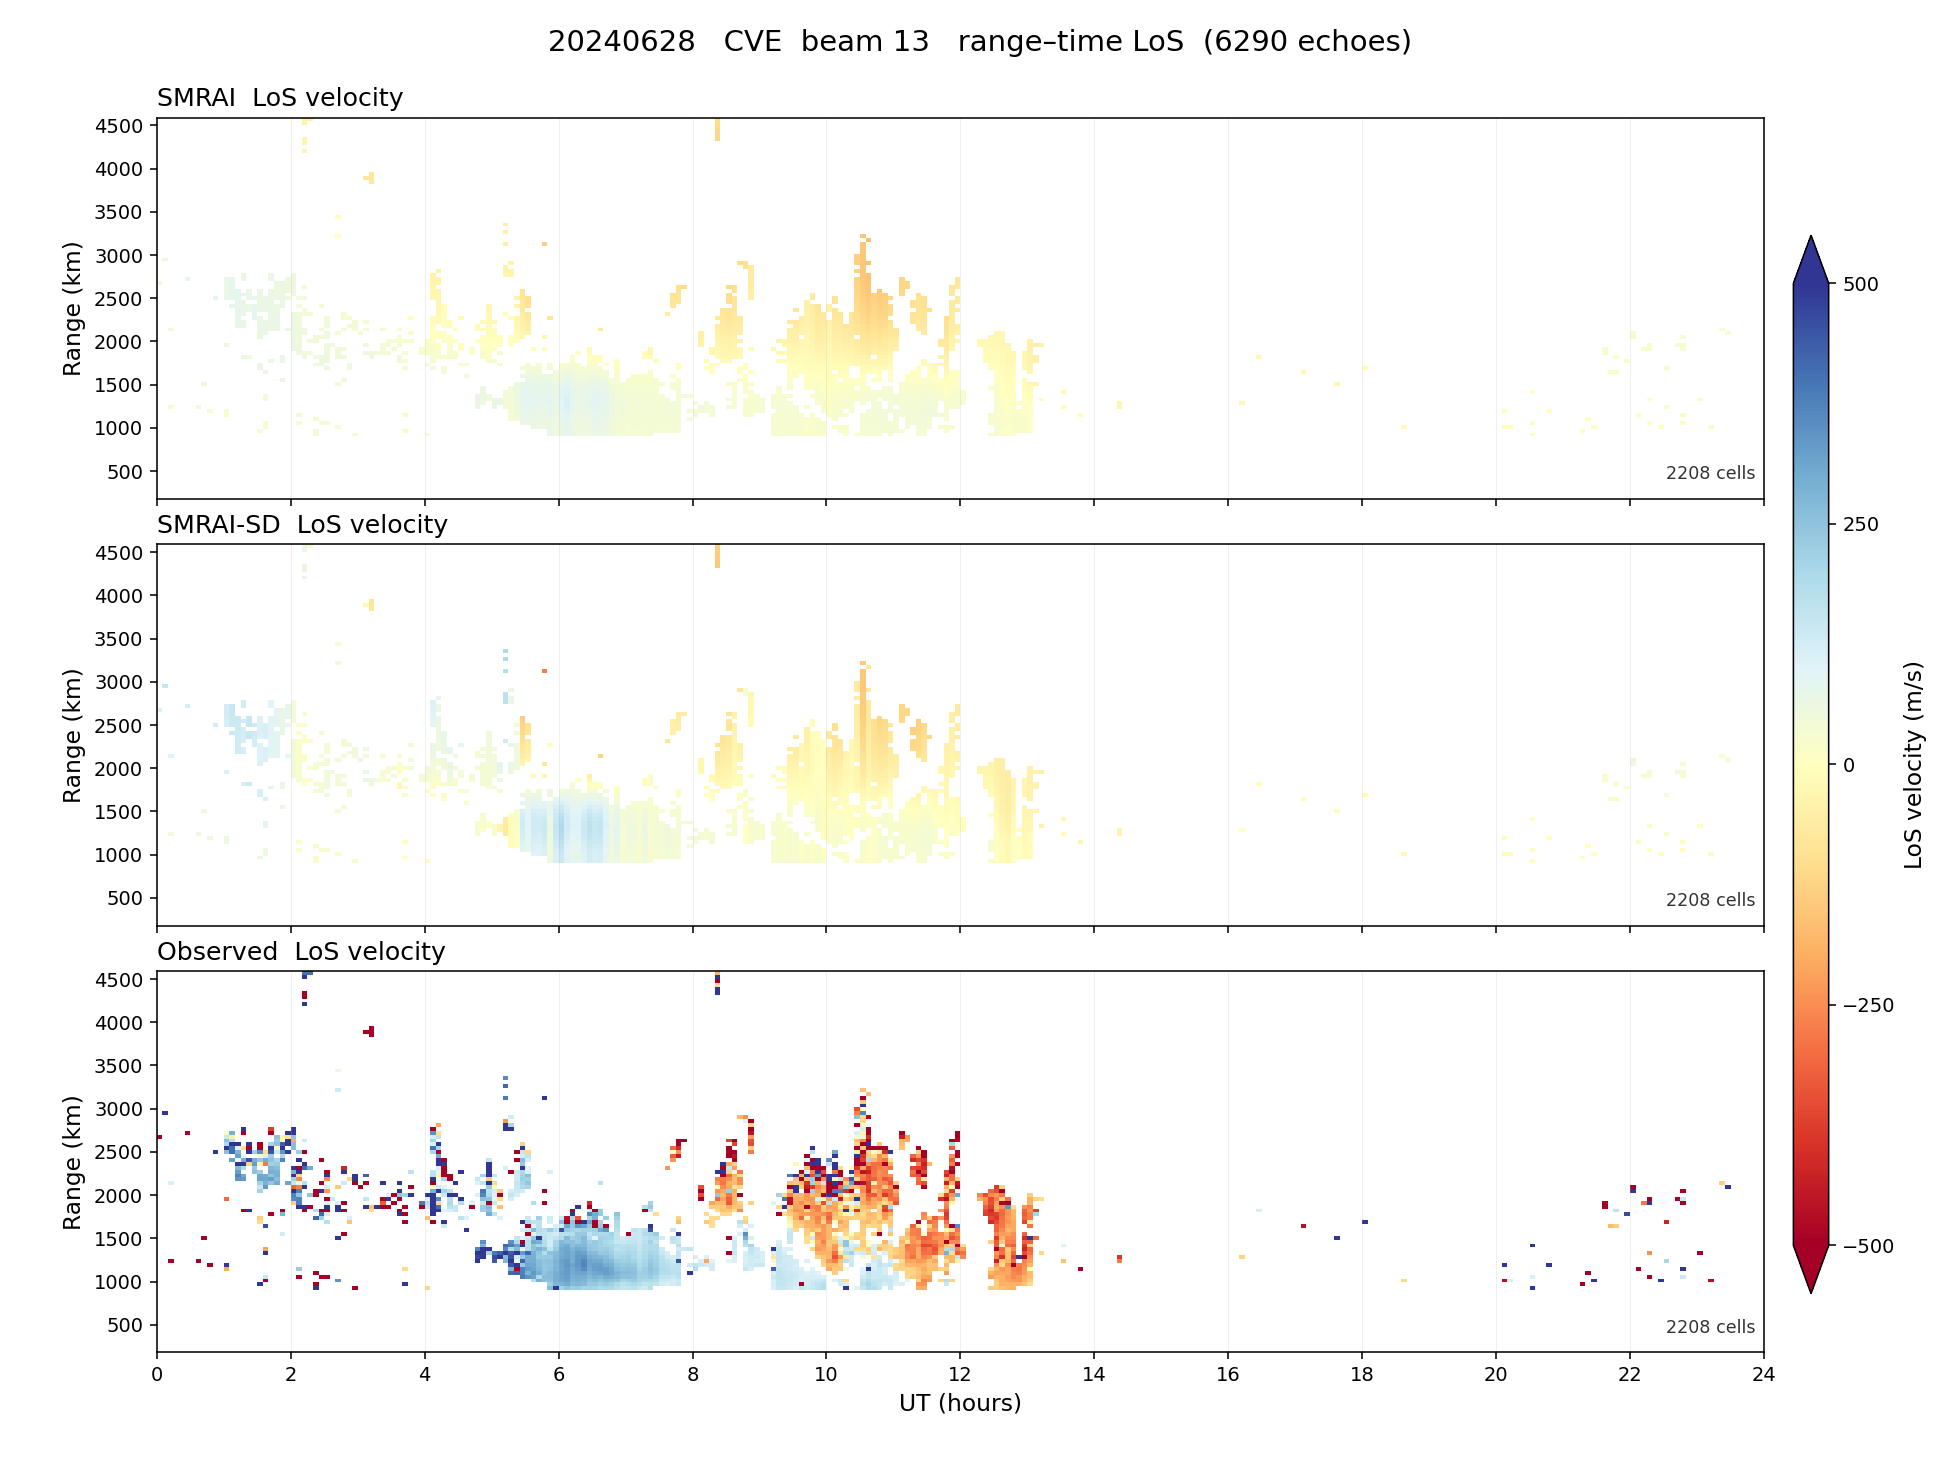 20240628   CVE  beam 13   range–time LoS  (6290 echoes)
SMRAI  LoS velocity
4500
4000
3500
3000
2500
2000
1500
1000
500
Range (km)
2208 cells
SMRAI-SD  LoS velocity
4500
4000
3500
3000
2500
2000
1500
1000
500
Range (km)
2208 cells
Observed  LoS velocity
4500
4000
3500
3000
2500
2000
1500
1000
500
Range (km)
2208 cells
0 2 4 6 8 10 12 14 16 18 20 22 24
UT (hours)
500
250
0
−250
−500
LoS velocity (m/s)